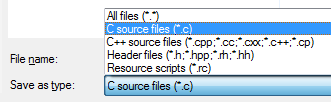 All files (*.*)
C source files (*.c)
C++ source files (*.cpp;*.cc;*.cxx;*.c++;*.cp)
Header files (*.h;*.hpp;*.rh;*.hh)
Resource scripts (*.rc)
File name:
Save as type: C source files (*.c)